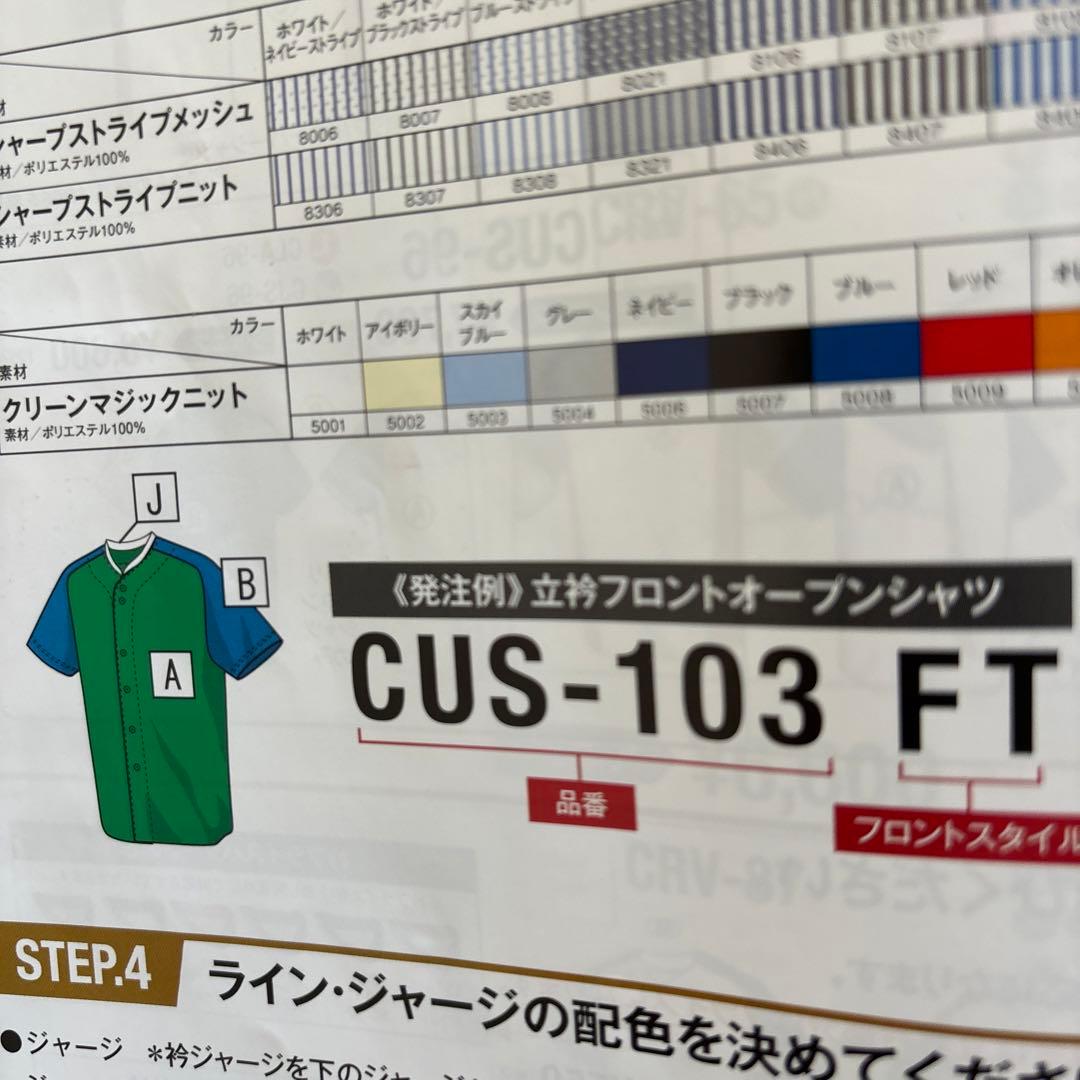 カラー
ホワイト/
ネイビーストライプ
ホワイト/
ブラックストライプ
シャープストライプメッシュ
素材/ポリエステル100%
8006
8007
8008
8021
8106
8107
シャープストライプニット
素材/ポリエステル100%
8306
8307
8308
8321
8406
8407
カラー
ホワイト
アイボリー
スカイ
ブルー
グレー
ネイビー
ブラック
ブルー
レッド
素材
クリーンマジックニット
素材/ポリエステル100%
5001
5002
5003
5004
5006
5007
5008
5009
J
B
A
《発注例》立衿フロントオープンシャツ
CUS-103 FT
品番
フロントスタイル
STEP.4
ライン・ジャージの配色を決めてくださ
●ジャージ ＊衿ジャージを下のジャージ